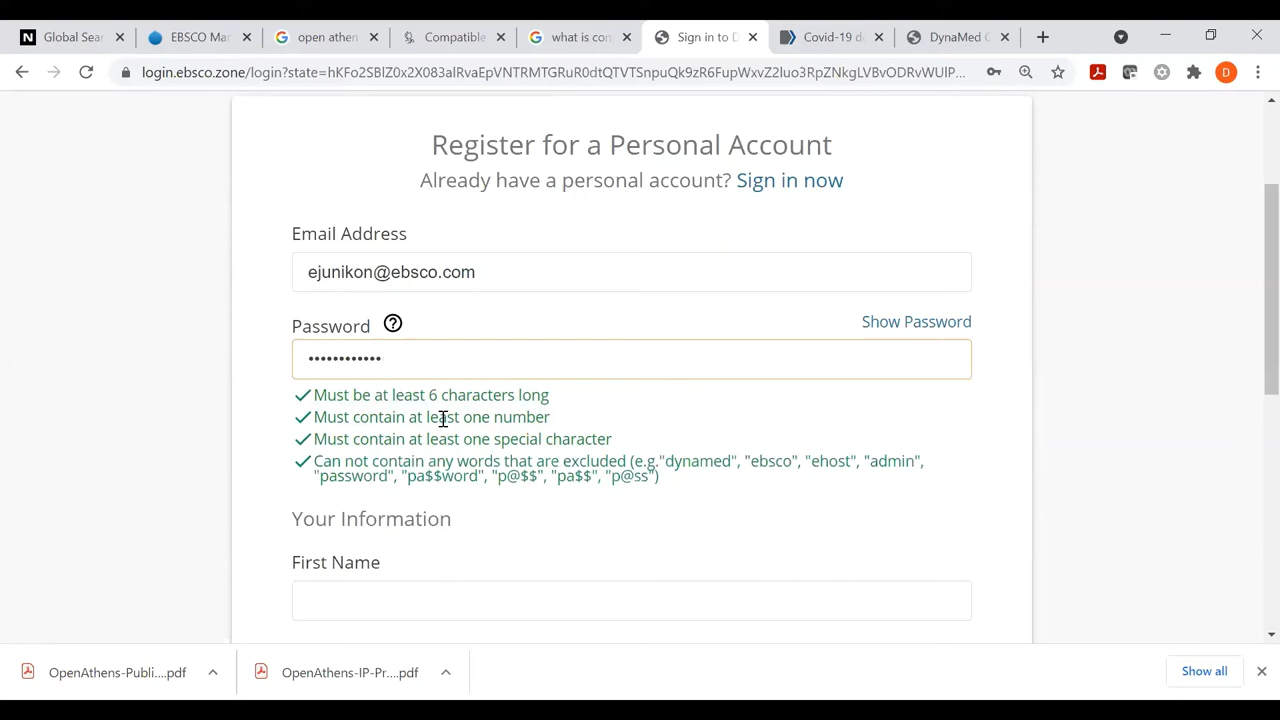 Global Sear
EBSCO Mar
open athen
Compatible
what is con
Sign in to D
Covid-19 d
DynaMed C
login.ebsco.zone/login?state=hKFo2SBlZ2c2X083alRvaEpVNTRMTGRuR0dtQTVTSnpuQk9zR6FupWxvZ2luo3RpZNkgLVBvODRvWUlP...
D
Register for a Personal Account
Already have a personal account? Sign in now
Email Address
ejunikon@ebsco.com
Password
Show Password
••••••••••••
Must be at least 6 characters long
Must contain at least one number
Must contain at least one special character
Can not contain any words that are excluded (e.g."dynamed", "ebsco", "ehost", "admin",
"password", "pa$$word", "p@$$", "pa$$", "p@ss")
Your Information
First Name
OpenAthens-Publi....pdf
OpenAthens-IP-Pr....pdf
Show all